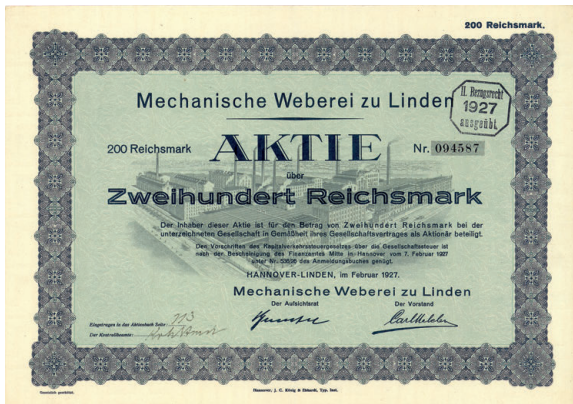 200 Reichsmark.
Mechanische Weberei zu Linden
II. Bezugsrecht
1927
ausgeübt.
AKTIE
200 Reichsmark
Nr. 094587
über
Zweihundert Reichsmark
Der Inhaber dieser Aktie ist für den Betrag von Zweihundert Reichsmark bei der
unterzeichneten Gesellschaft in Gemäßheit ihres Gesellschaftsvertrages als Aktionär beteiligt.
Den Vorschriften des Kapitalverkehrssteuergesetzes über die Gesellschaftsteuer ist
nach der Bescheinigung des Finanzamtes Mitte in Hannover vom 7. Februar 1927
unter Nr. des Anmeldungsbuches genügt.
HANNOVER-LINDEN, im Februar 1927.
Mechanische Weberei zu Linden
Der Aufsichtsrat
Der Vorstand
Eingetragen in das Aktienbuch Seite 713
Der Kontrollbeamte:
Hannover, J. C. König & Ebhardt, Typ. Inst.
Gesetzlich geschützt.